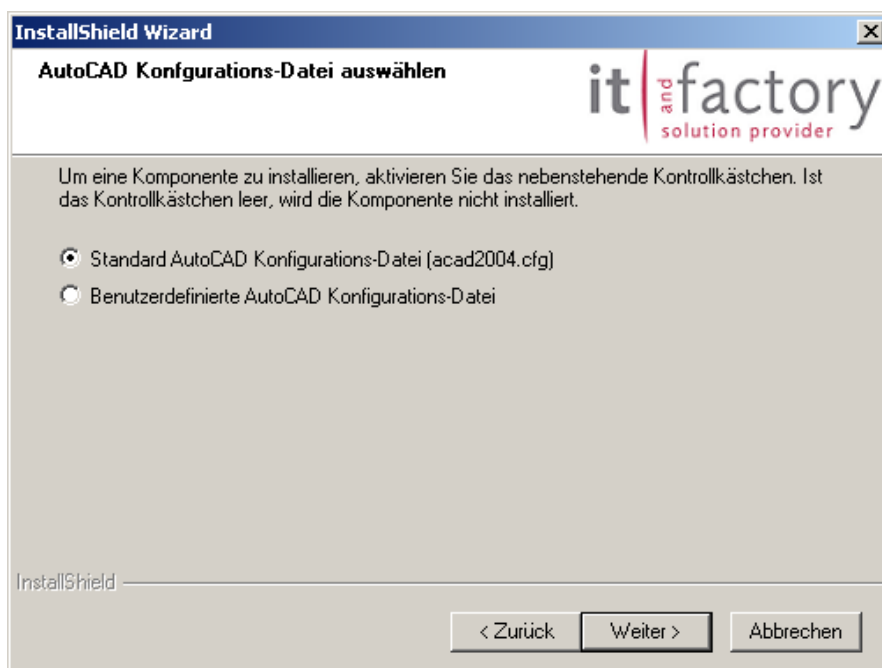 InstallShield Wizard
AutoCAD Konfgurations-Datei auswählen
it and factory
solution provider
Um eine Komponente zu installieren, aktivieren Sie das nebenstehende Kontrollkästchen. Ist
das Kontrollkästchen leer, wird die Komponente nicht installiert.
Standard AutoCAD Konfigurations-Datei (acad2004.cfg)
Benutzerdefinierte AutoCAD Konfigurations-Datei
InstallShield
< Zurück
Weiter >
Abbrechen